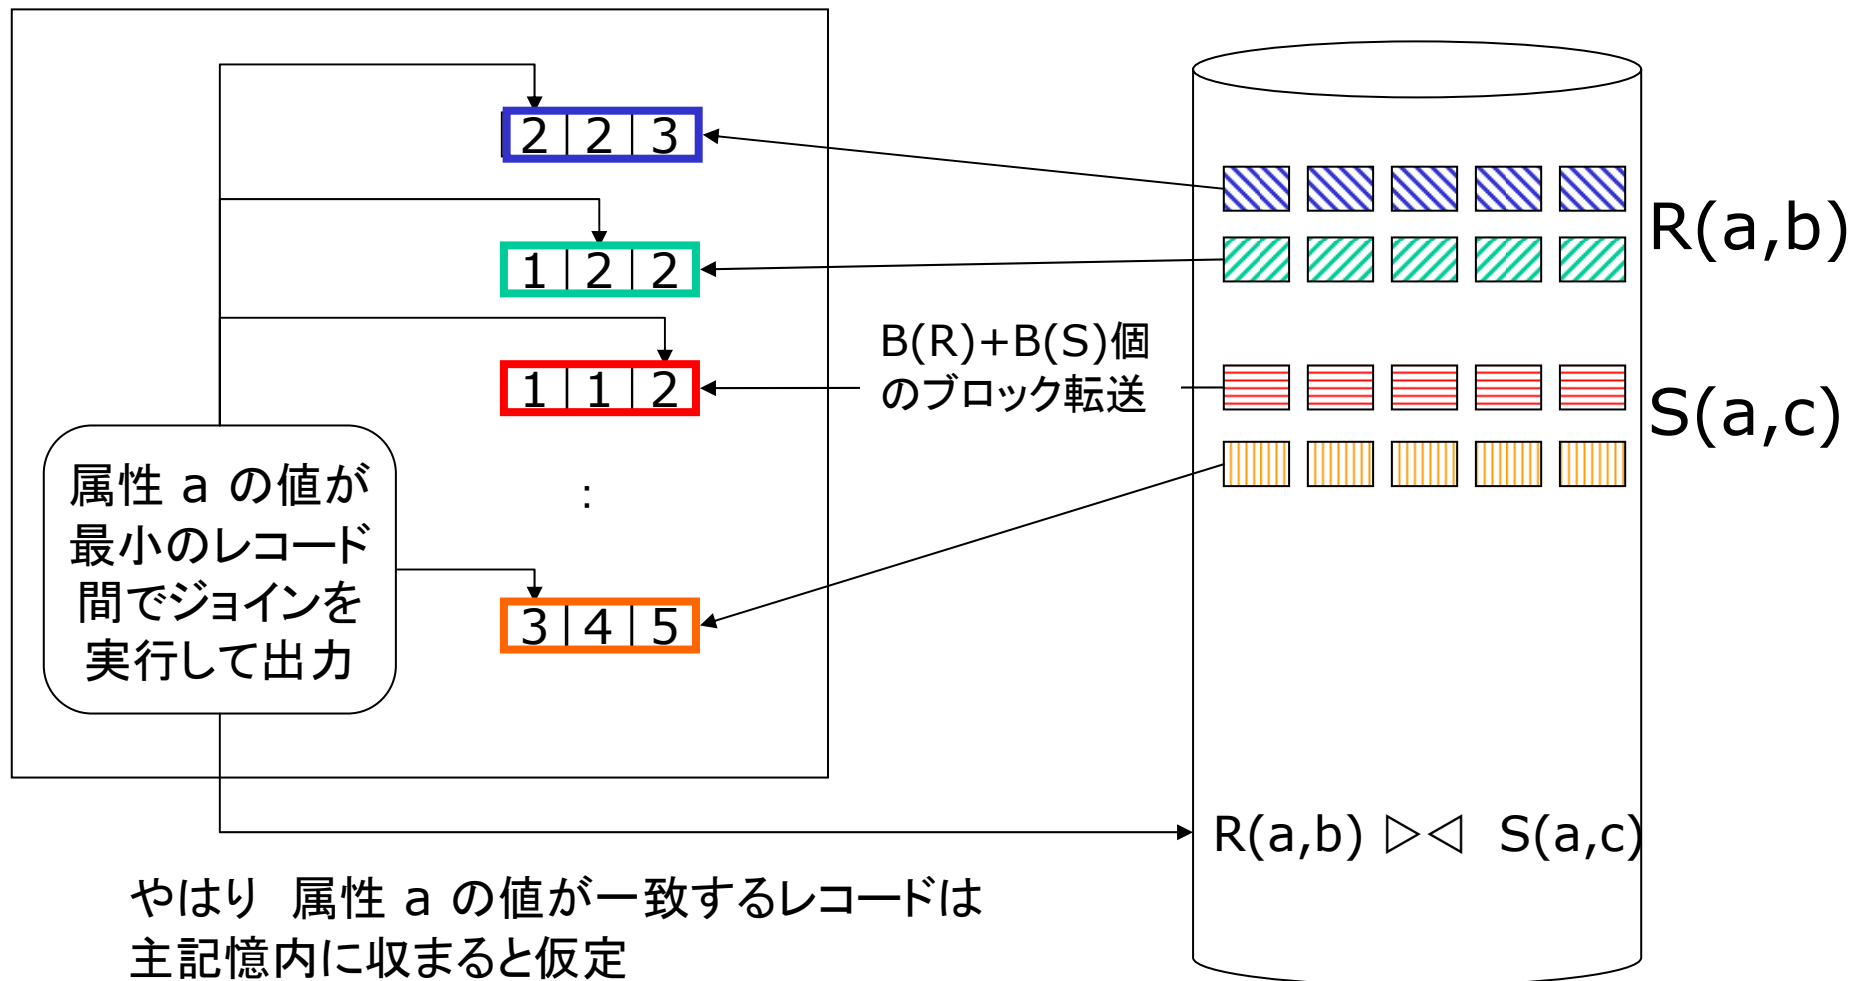 2 2 3
1 2 2
1 1 2
:
3 4 5
属性 a の値が
最小のレコード
間でジョインを
実行して出力
B(R)+B(S)個
のブロック転送
R(a,b)
S(a,c)
R(a,b) ▷◁ S(a,c)
やはり 属性 a の値が一致するレコードは
主記憶内に収まると仮定